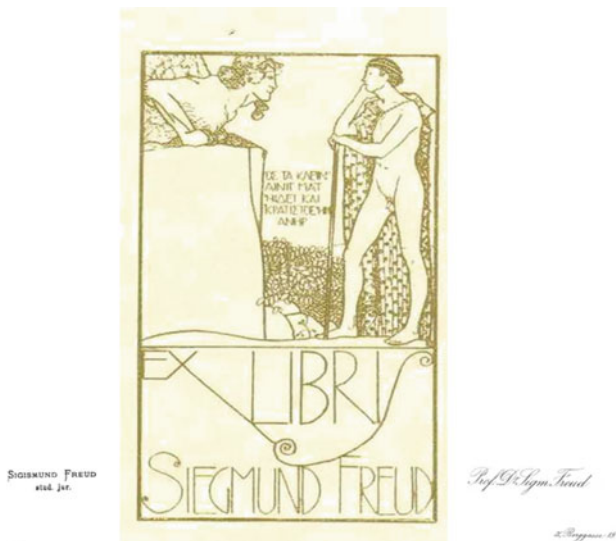 SIGISMUND FREUD
stud. jur.
ὉΣ ΤΑ ΚΛΕΙΝ'
ΑΙΝΙΓΜΑΤ'
ΗΙΔΕΙ ΚΑΙ
ΚΡΑΤΙΣΤΟΣ ΗΝ
ΑΝΗΡ
EX LIBRIS
SIEGMUND FREUD
Prof. Dr. Sigm. Freud